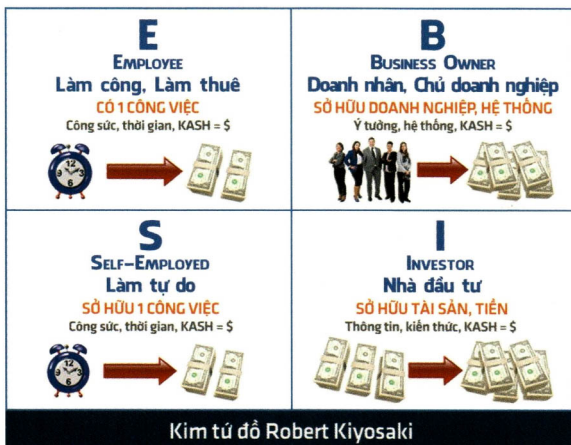 E
EMPLOYEE
Làm công, Làm thuê
CÓ 1 CÔNG VIỆC
Công sức, thời gian, KASH = $
B
BUSINESS OWNER
Doanh nhân, Chủ doanh nghiệp
SỞ HỮU DOANH NGHIỆP, HỆ THỐNG
Ý tưởng, hệ thống, KASH = $
S
SELF-EMPLOYED
Làm tự do
SỞ HỮU 1 CÔNG VIỆC
Công sức, thời gian, KASH = $
I
INVESTOR
Nhà đầu tư
SỞ HỮU TÀI SẢN, TIỀN
Thông tin, kiến thức, KASH = $
Kim tứ đồ Robert Kiyosaki